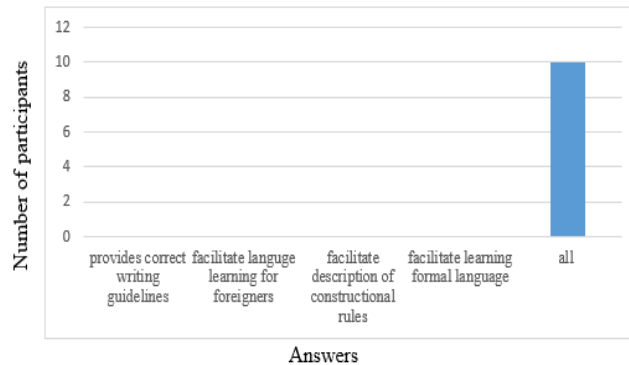 Number of participants
12
10
8
6
4
2
0
provides correct
writing
guidelines
facilitate languge
learning for
foreigners
facilitate
description of
constructional
rules
facilitate learning
formal language
all
Answers